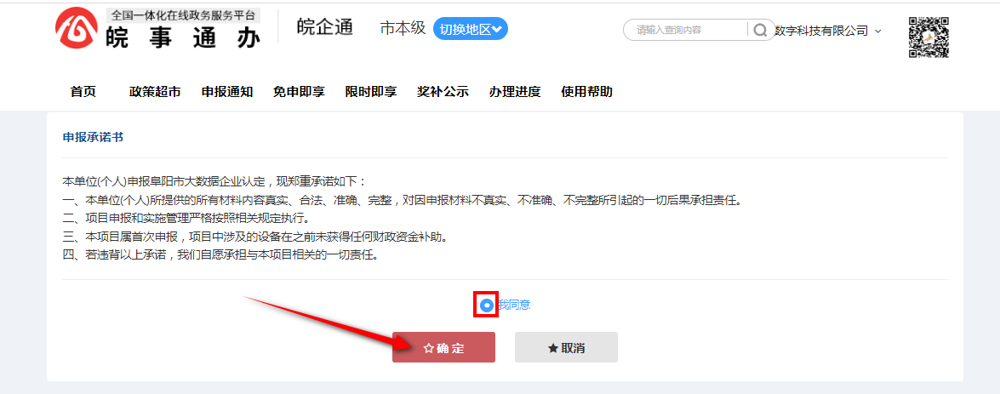 全国一体化在线政务服务平台
皖事通办
皖企通
市本级
切换地区
请输入查询内容
数字科技有限公司
首页 政策超市 申报通知 免申即享 限时即享 奖补公示 办理进度 使用帮助
申报承诺书
本单位(个人)申报阜阳市大数据企业认定，现郑重承诺如下：
一、本单位(个人)所提供的所有材料内容真实、合法、准确、完整，对因申报材料不真实、不准确、不完整所引起的一切后果承担责任。
二、项目申报和实施管理严格按照相关规定执行。
三、本项目属首次申报，项目中涉及的设备在之前未获得任何财政资金补助。
四、若违背以上承诺，我们自愿承担与本项目相关的一切责任。
我同意
确 定
取消